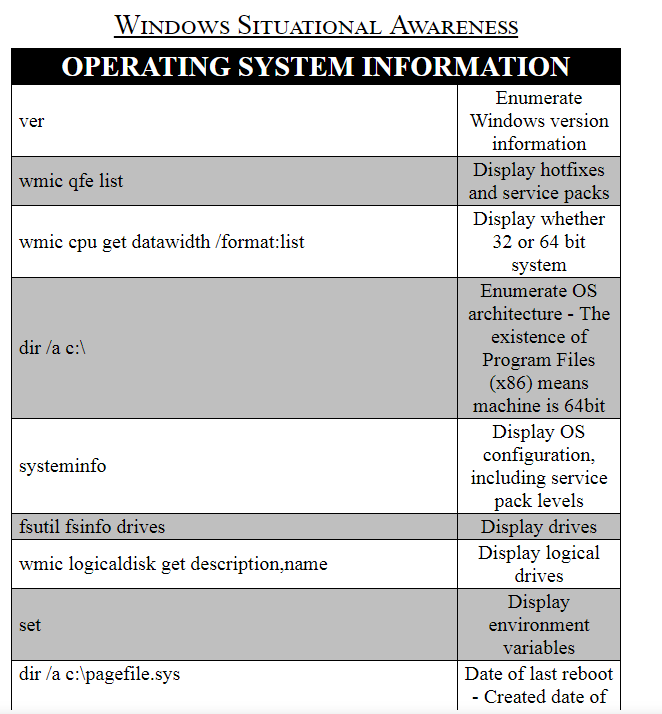 WINDOWS SITUATIONAL AWARENESS
OPERATING SYSTEM INFORMATION
ver
Enumerate
Windows version
information
wmic qfe list
Display hotfixes
and service packs
wmic cpu get datawidth /format:list
Display whether
32 or 64 bit
system
dir /a c:\
Enumerate OS
architecture - The
existence of
Program Files
(x86) means
machine is 64bit
systeminfo
Display OS
configuration,
including service
pack levels
fsutil fsinfo drives
Display drives
wmic logicaldisk get description,name
Display logical
drives
set
Display
environment
variables
dir /a c:\pagefile.sys
Date of last reboot
- Created date of